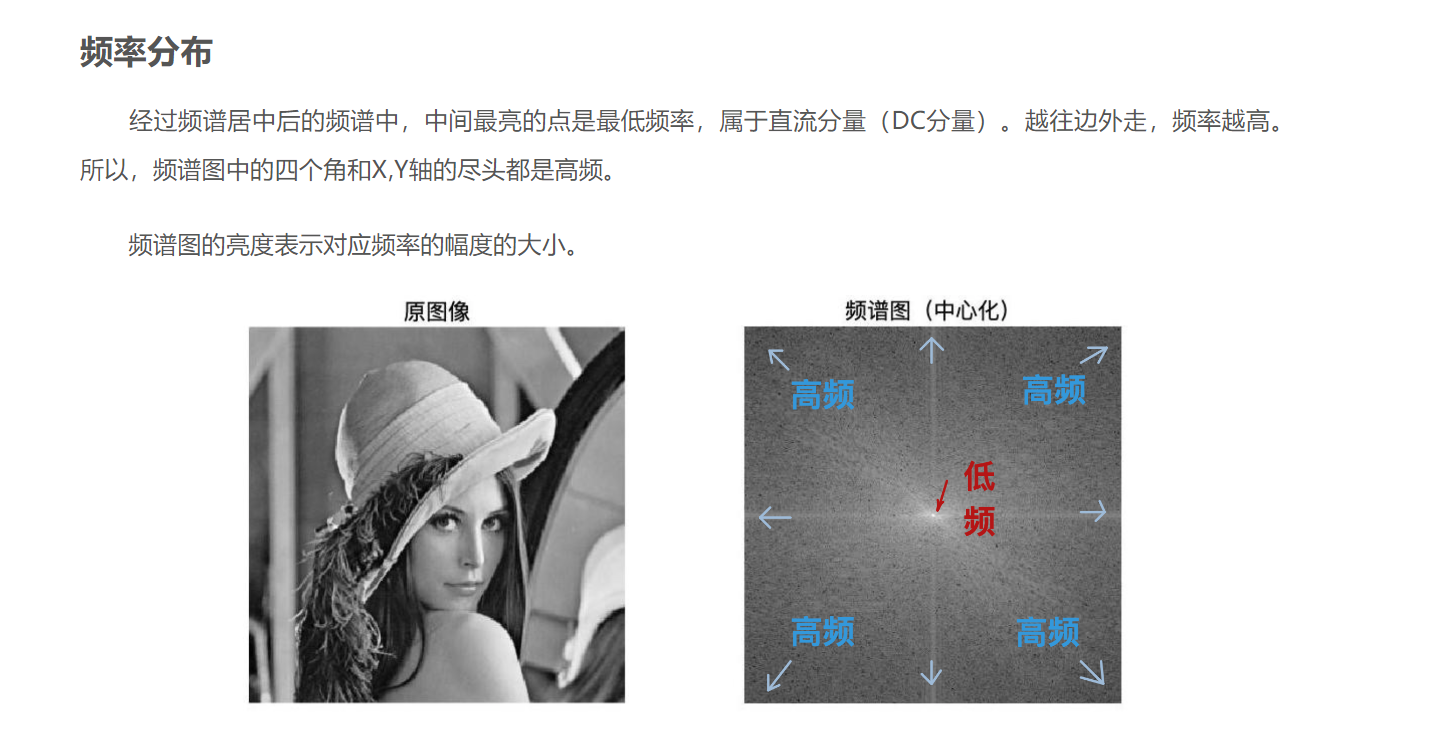 频率分布
经过频谱居中后的频谱中，中间最亮的点是最低频率，属于直流分量（DC分量）。越往边外走，频率越高。
所以，频谱图中的四个角和X,Y轴的尽头都是高频。
频谱图的亮度表示对应频率的幅度的大小。
原图像
频谱图（中心化）
高频
高频
低
频
高频
高频